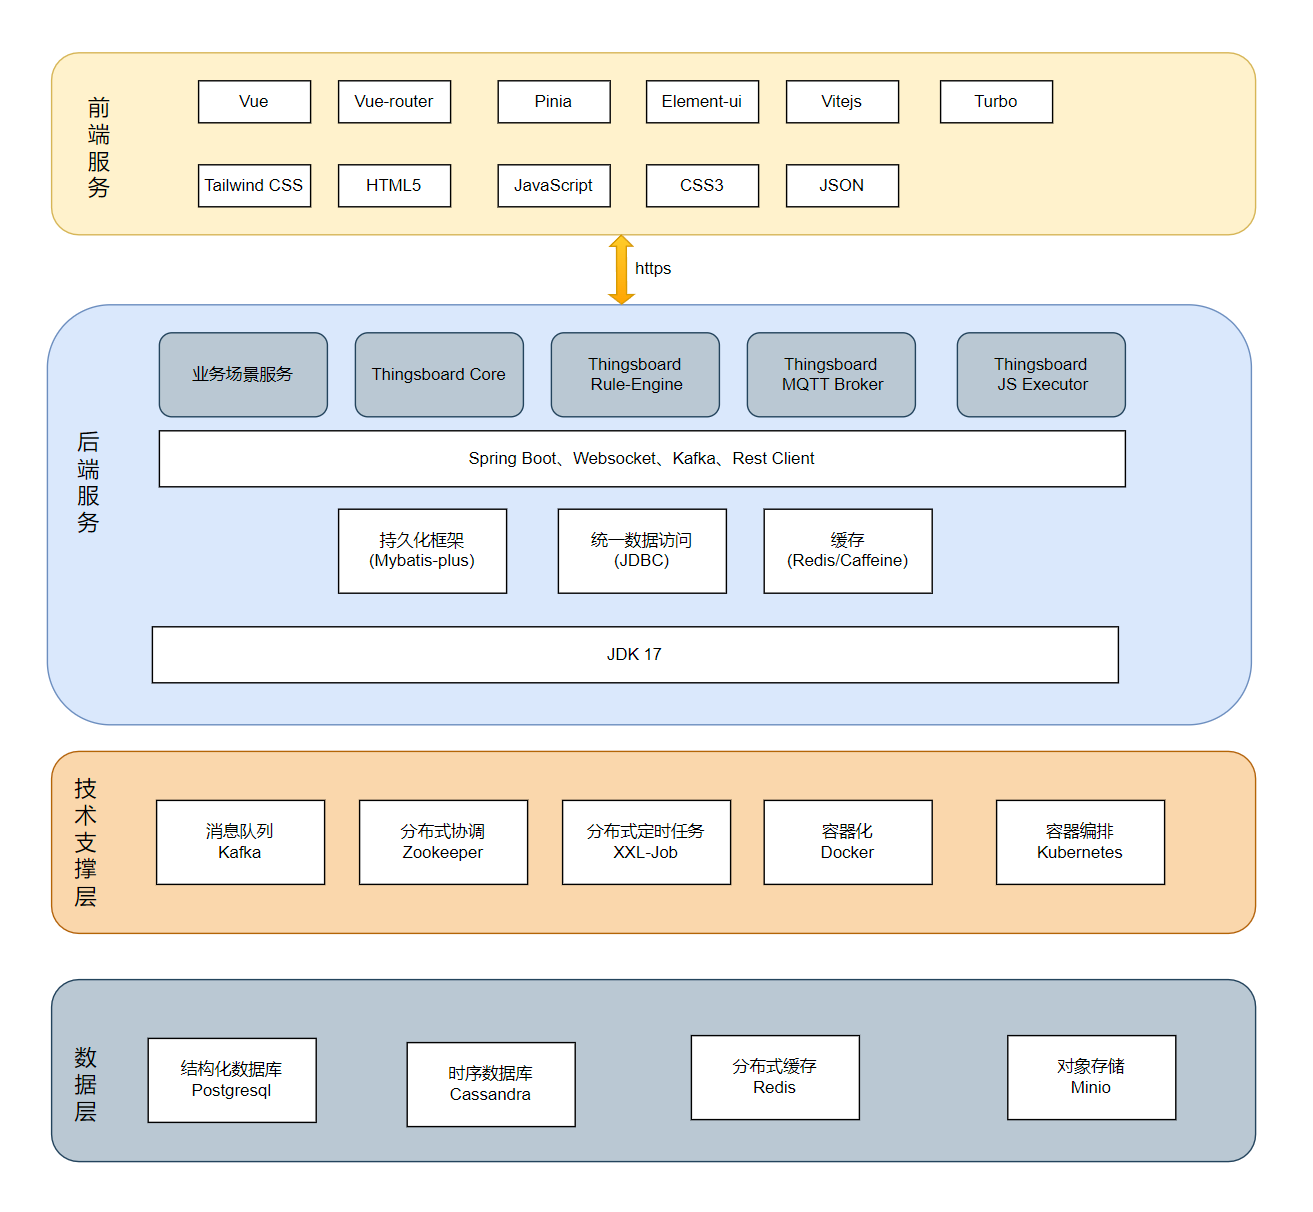 前端服务
Vue
Vue-router
Pinia
Element-ui
Vitejs
Turbo
Tailwind CSS
HTML5
JavaScript
CSS3
JSON
https
后端服务
业务场景服务
Thingsboard Core
Thingsboard
Rule-Engine
Thingsboard
MQTT Broker
Thingsboard
JS Executor
Spring Boot、Websocket、Kafka、Rest Client
持久化框架
(Mybatis-plus)
统一数据访问
(JDBC)
缓存
(Redis/Caffeine)
JDK 17
技术支撑层
消息队列
Kafka
分布式协调
Zookeeper
分布式定时任务
XXL-Job
容器化
Docker
容器编排
Kubernetes
数据层
结构化数据库
Postgresql
时序数据库
Cassandra
分布式缓存
Redis
对象存储
Minio